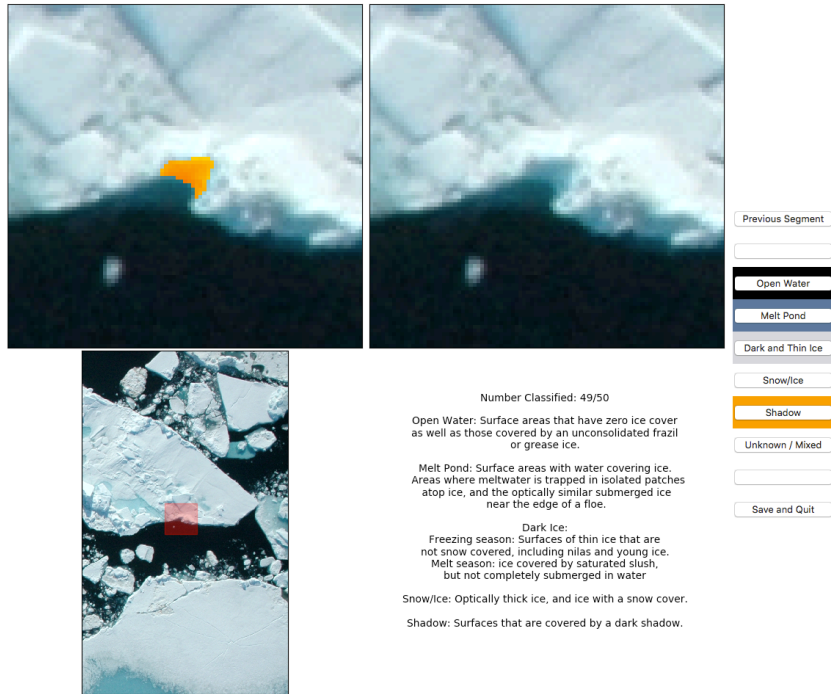 Previous Segment
Open Water
Melt Pond
Dark and Thin Ice
Snow/Ice
Shadow
Unknown / Mixed
Save and Quit
Number Classified: 49/50
Open Water: Surface areas that have zero ice cover
as well as those covered by an unconsolidated frazil
or grease ice.
Melt Pond: Surface areas with water covering ice.
Areas where meltwater is trapped in isolated patches
atop ice, and the optically similar submerged ice
near the edge of a floe.
Dark Ice:
Freezing season: Surfaces of thin ice that are
not snow covered, including nilas and young ice.
Melt season: ice covered by saturated slush,
but not completely submerged in water
Snow/Ice: Optically thick ice, and ice with a snow cover.
Shadow: Surfaces that are covered by a dark shadow.